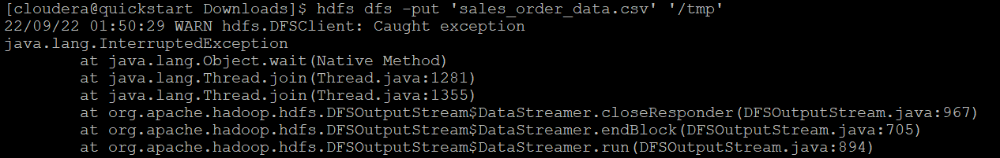 [cloudera@quickstart Downloads]$ hdfs dfs -put 'sales_order_data.csv' '/tmp'
22/09/22 01:50:29 WARN hdfs.DFSClient: Caught exception
java.lang.InterruptedException
        at java.lang.Object.wait(Native Method)
        at java.lang.Thread.join(Thread.java:1281)
        at java.lang.Thread.join(Thread.java:1355)
        at org.apache.hadoop.hdfs.DFSOutputStream$DataStreamer.closeResponder(DFSOutputStream.java:967)
        at org.apache.hadoop.hdfs.DFSOutputStream$DataStreamer.endBlock(DFSOutputStream.java:705)
        at org.apache.hadoop.hdfs.DFSOutputStream$DataStreamer.run(DFSOutputStream.java:894)